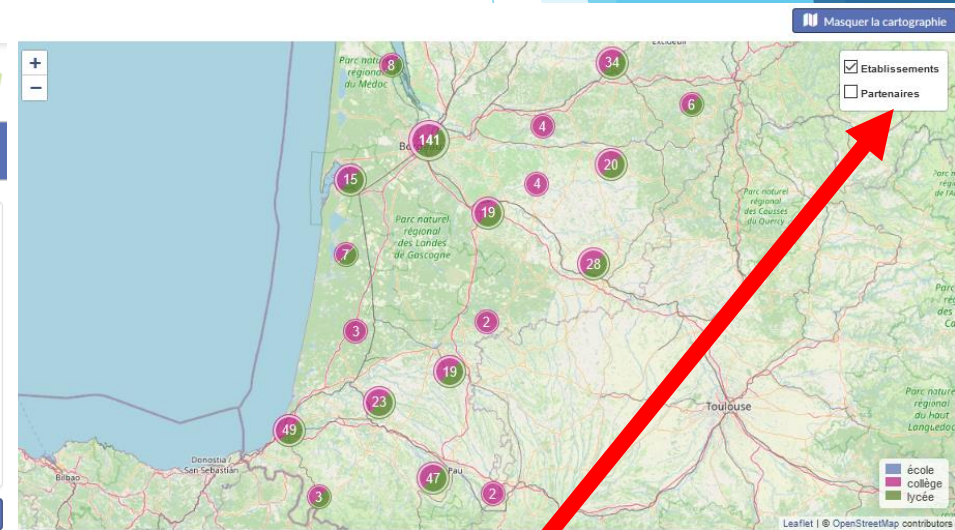 Masquer la cartographie
+
−
Etablissements
Partenaires
Parc
régional
du Médoc
8
34
6
4
141
15
20
4
19
Parc naturel
régional
des Landes
de Gascogne
Parc naturel
régional
des Causses
du Quercy
7
28
3
2
19
23
49
Toulouse
Parc naturel
régional
du Haut
Languedoc
Donostia /
San Sebastián
Bilbao
47
Pau
3
2
école
collège
lycée
Leaflet | © OpenStreetMap contributors